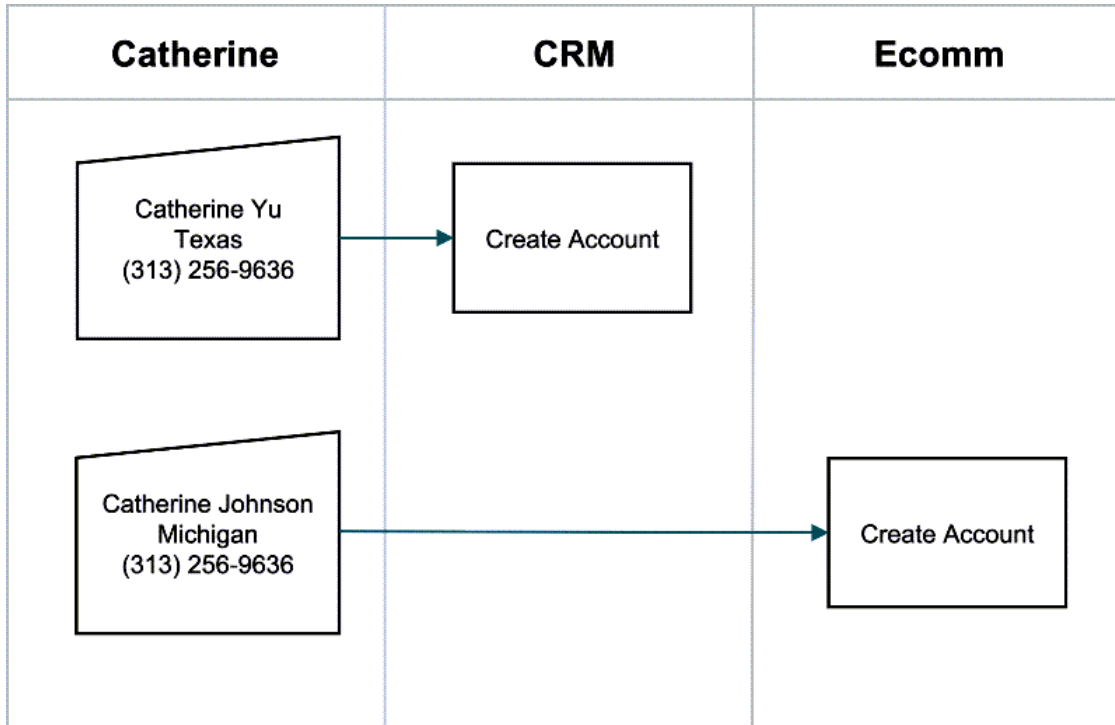 Catherine
CRM
Ecomm
Catherine Yu
Texas
(313) 256-9636
Create Account
Catherine Johnson
Michigan
(313) 256-9636
Create Account